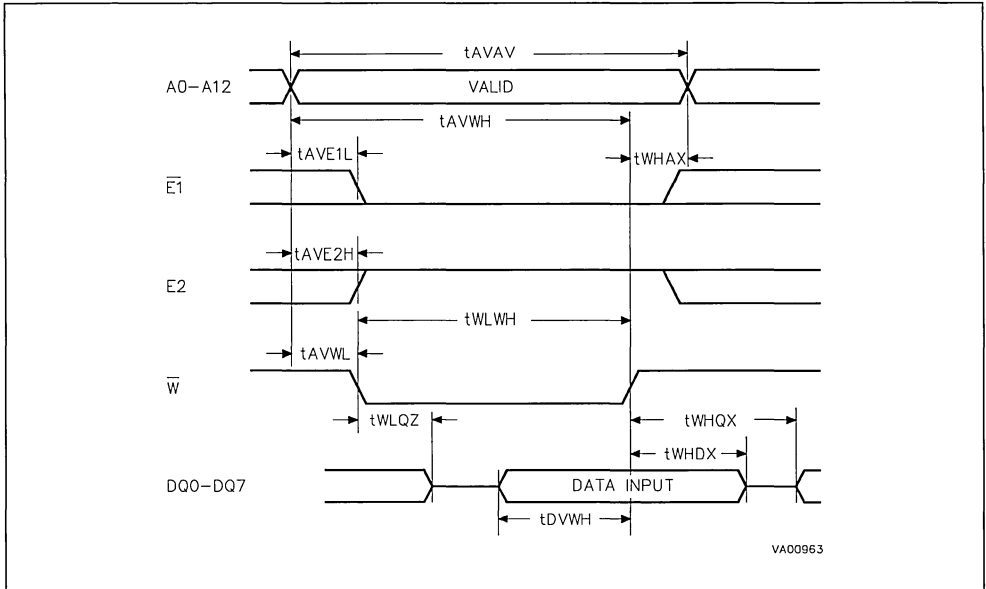 tAVAV
A0-A12
VALID
tAVWH
tAVE1L
tWHAX
E1
tAVE2H
E2
tWLWH
tAVWL
W
tWLQZ
tWHQX
tWHDX
DQ0-DQ7
DATA INPUT
tDVWH
VA00963